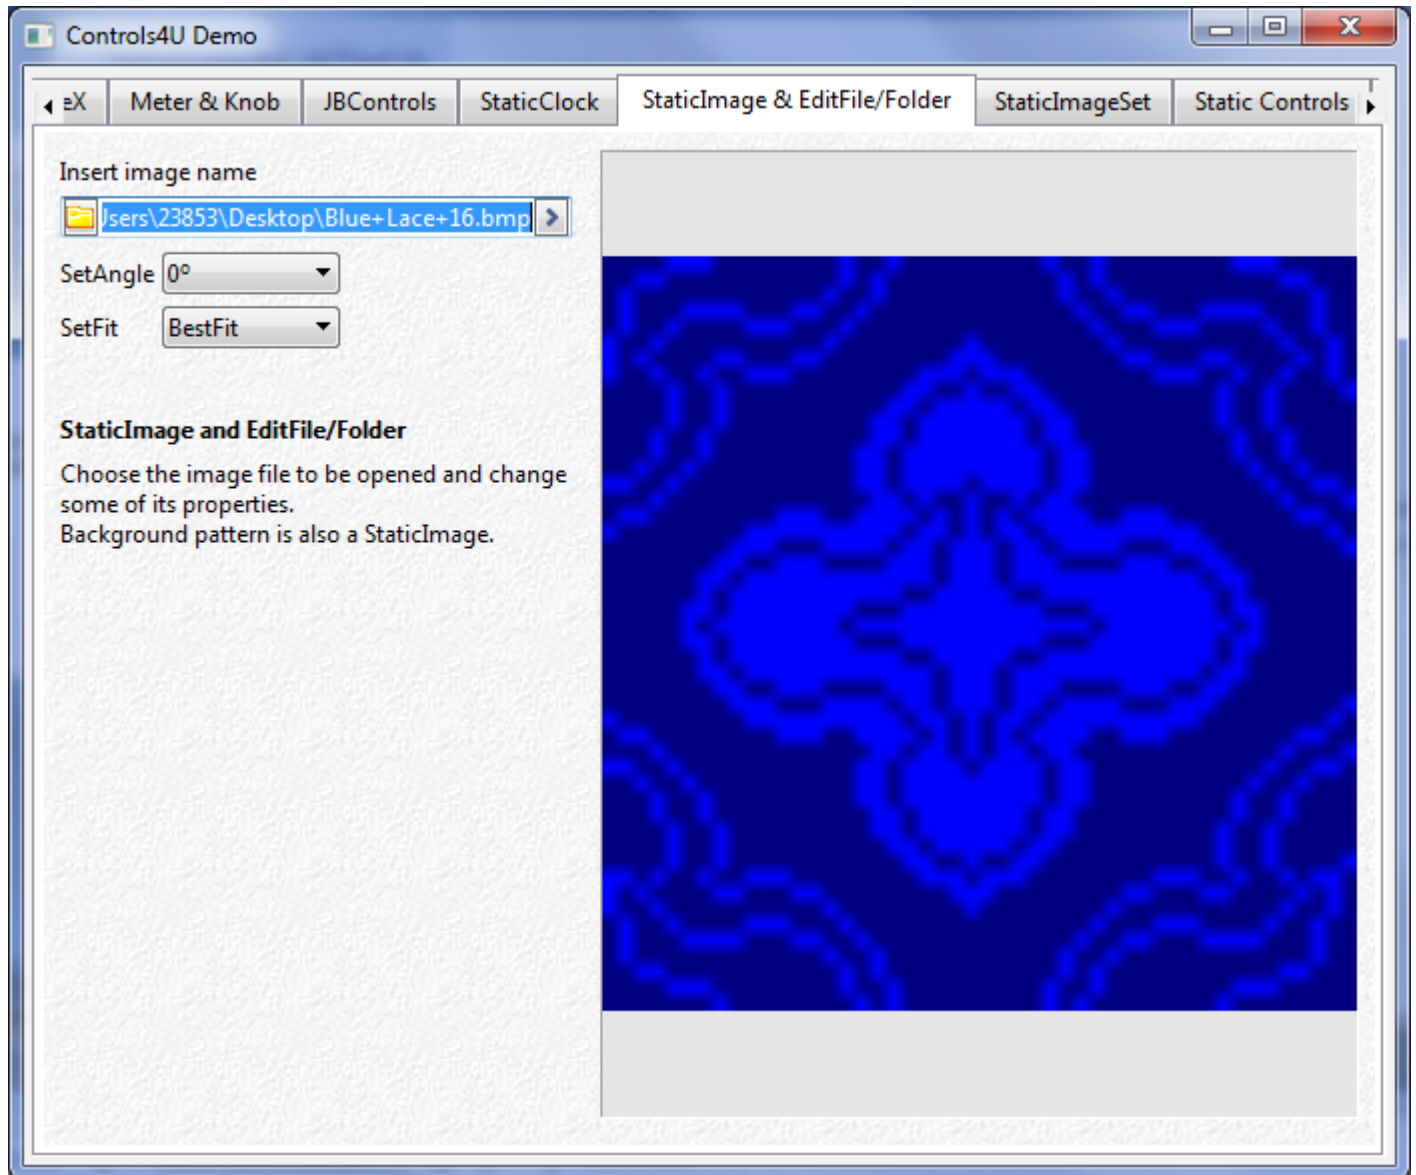 Controls4U Demo
eX Meter & Knob JBControls StaticClock StaticImage & EditFile/Folder StaticImageSet Static Controls
Insert image name
Users\23853\Desktop\Blue+Lace+16.bmp
SetAngle 0º
SetFit BestFit
StaticImage and EditFile/Folder
Choose the image file to be opened and change
some of its properties.
Background pattern is also a StaticImage.